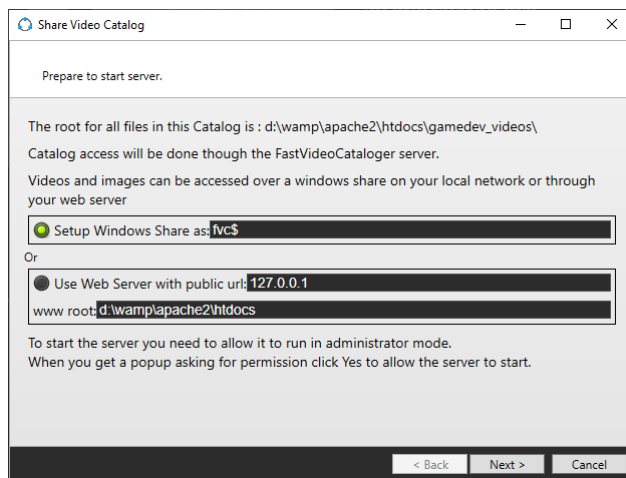 Share Video Catalog
Prepare to start server.
The root for all files in this Catalog is : d:\wamp\apache2\htdocs\gamedev_videos\
Catalog access will be done though the FastVideoCataloger server.
Videos and images can be accessed over a windows share on your local network or through
your web server
Setup Windows Share as: fvc$
Or
Use Web Server with public url: 127.0.0.1
www root: d:\wamp\apache2\htdocs
To start the server you need to allow it to run in administrator mode.
When you get a popup asking for permission click Yes to allow the server to start.
< Back Next > Cancel